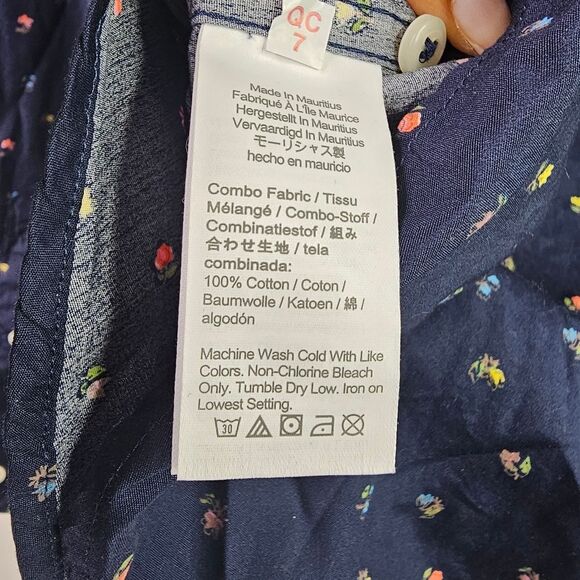 QC
7
Made In Mauritius
Fabriqué À L'Île Maurice
Hergestellt In Mauritius
Vervaardigd In Mauritius
モーリシャス製
hecho en mauricio
Combo Fabric / Tissu
Mélangé / Combo-Stoff /
Combinatiestof / 組み
合わせ生地 / tela
combinada:
100% Cotton / Coton /
Baumwolle / Katoen / 綿 /
algodón
Machine Wash Cold With Like
Colors. Non-Chlorine Bleach
Only. Tumble Dry Low. Iron on
Lowest Setting.
30